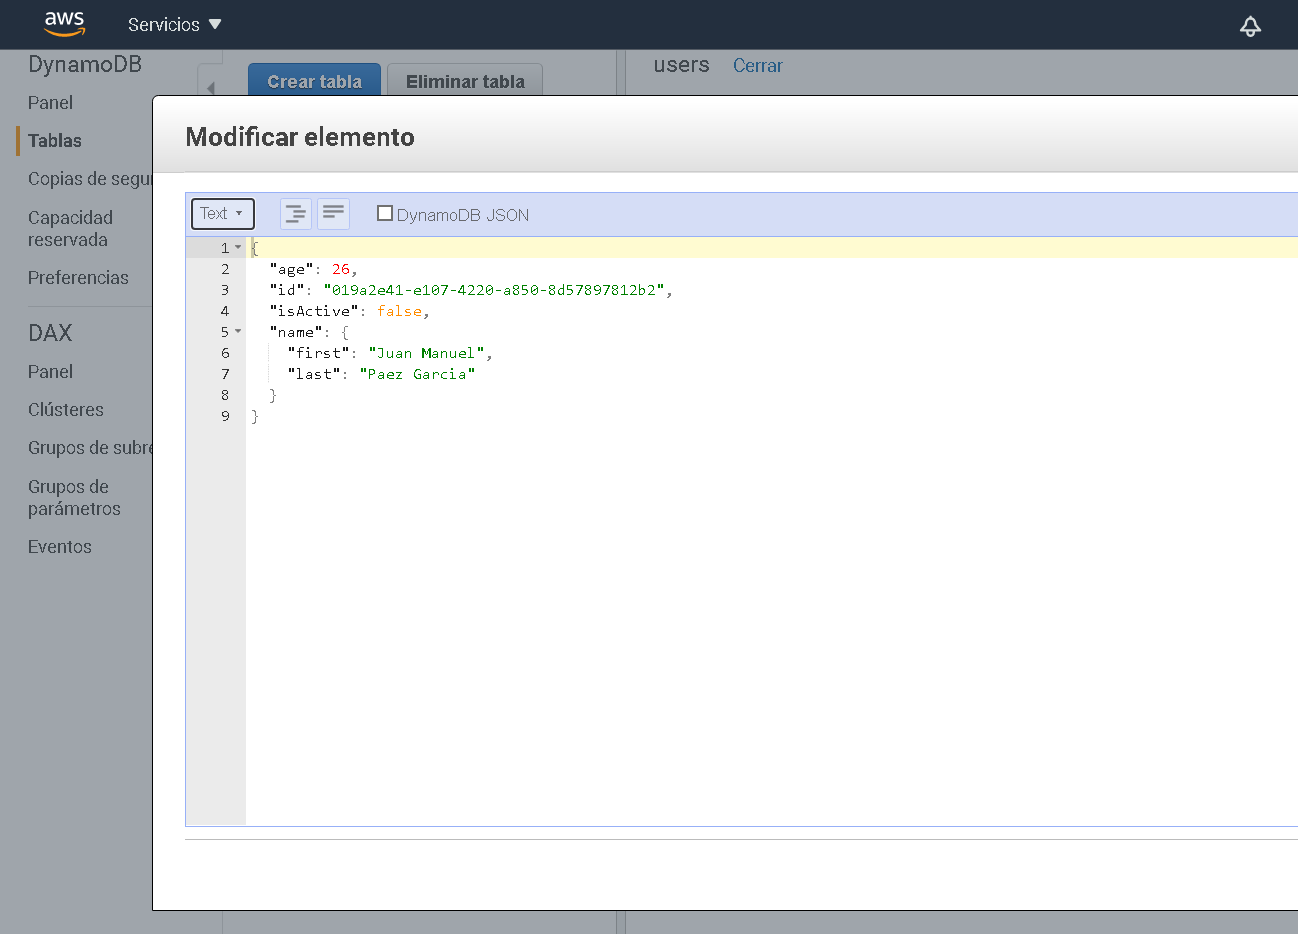 aws
Servicios
DynamoDB
Panel
Tablas
Copias de segu
Capacidad
reservada
Preferencias
DAX
Panel
Clústeres
Grupos de subre
Grupos de
parámetros
Eventos
Crear tabla
Eliminar tabla
users
Cerrar
Modificar elemento
Text
DynamoDB JSON
1 {
2 "age": 26,
3 "id": "019a2e41-e107-4220-a850-8d57897812b2",
4 "isActive": false,
5 "name": {
6 "first": "Juan Manuel",
7 "last": "Paez Garcia"
8 }
9 }